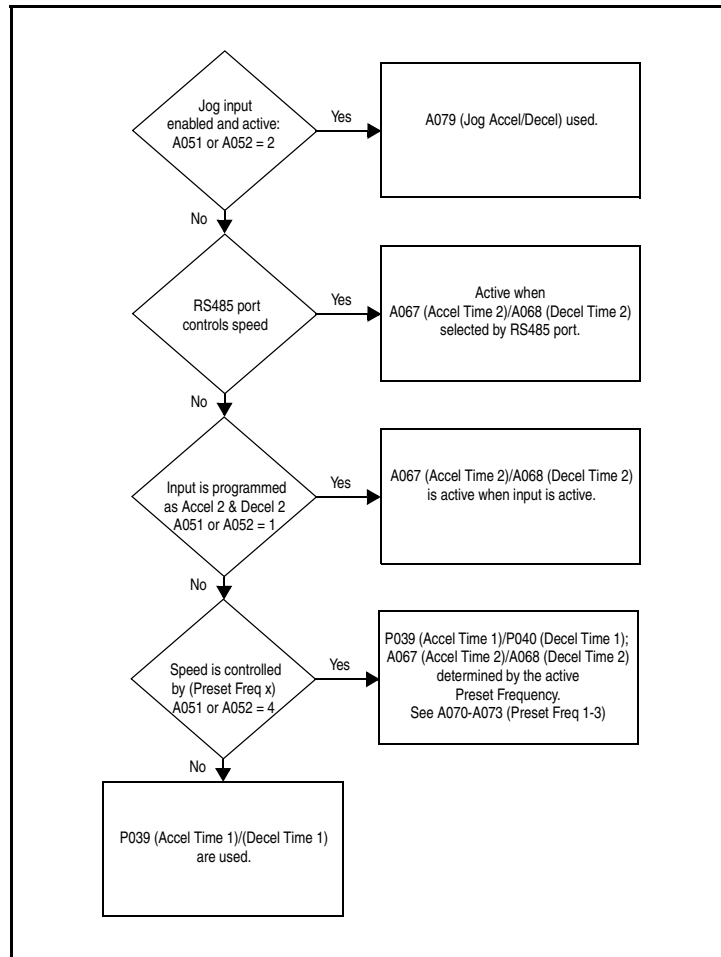 Jog input
enabled and active:
A051 or A052 = 2
Yes
A079 (Jog Accel/Decel) used.
No
RS485 port
controls speed
Yes
Active when
A067 (Accel Time 2)/A068 (Decel Time 2)
selected by RS485 port.
No
Input is programmed
as Accel 2 & Decel 2
A051 or A052 = 1
Yes
A067 (Accel Time 2)/A068 (Decel Time 2)
is active when input is active.
No
Speed is controlled
by (Preset Freq x)
A051 or A052 = 4
Yes
P039 (Accel Time 1)/P040 (Decel Time 1);
A067 (Accel Time 2)/A068 (Decel Time 2)
determined by the active
Preset Frequency.
See A070-A073 (Preset Freq 1-3)
No
P039 (Accel Time 1)/(Decel Time 1)
are used.